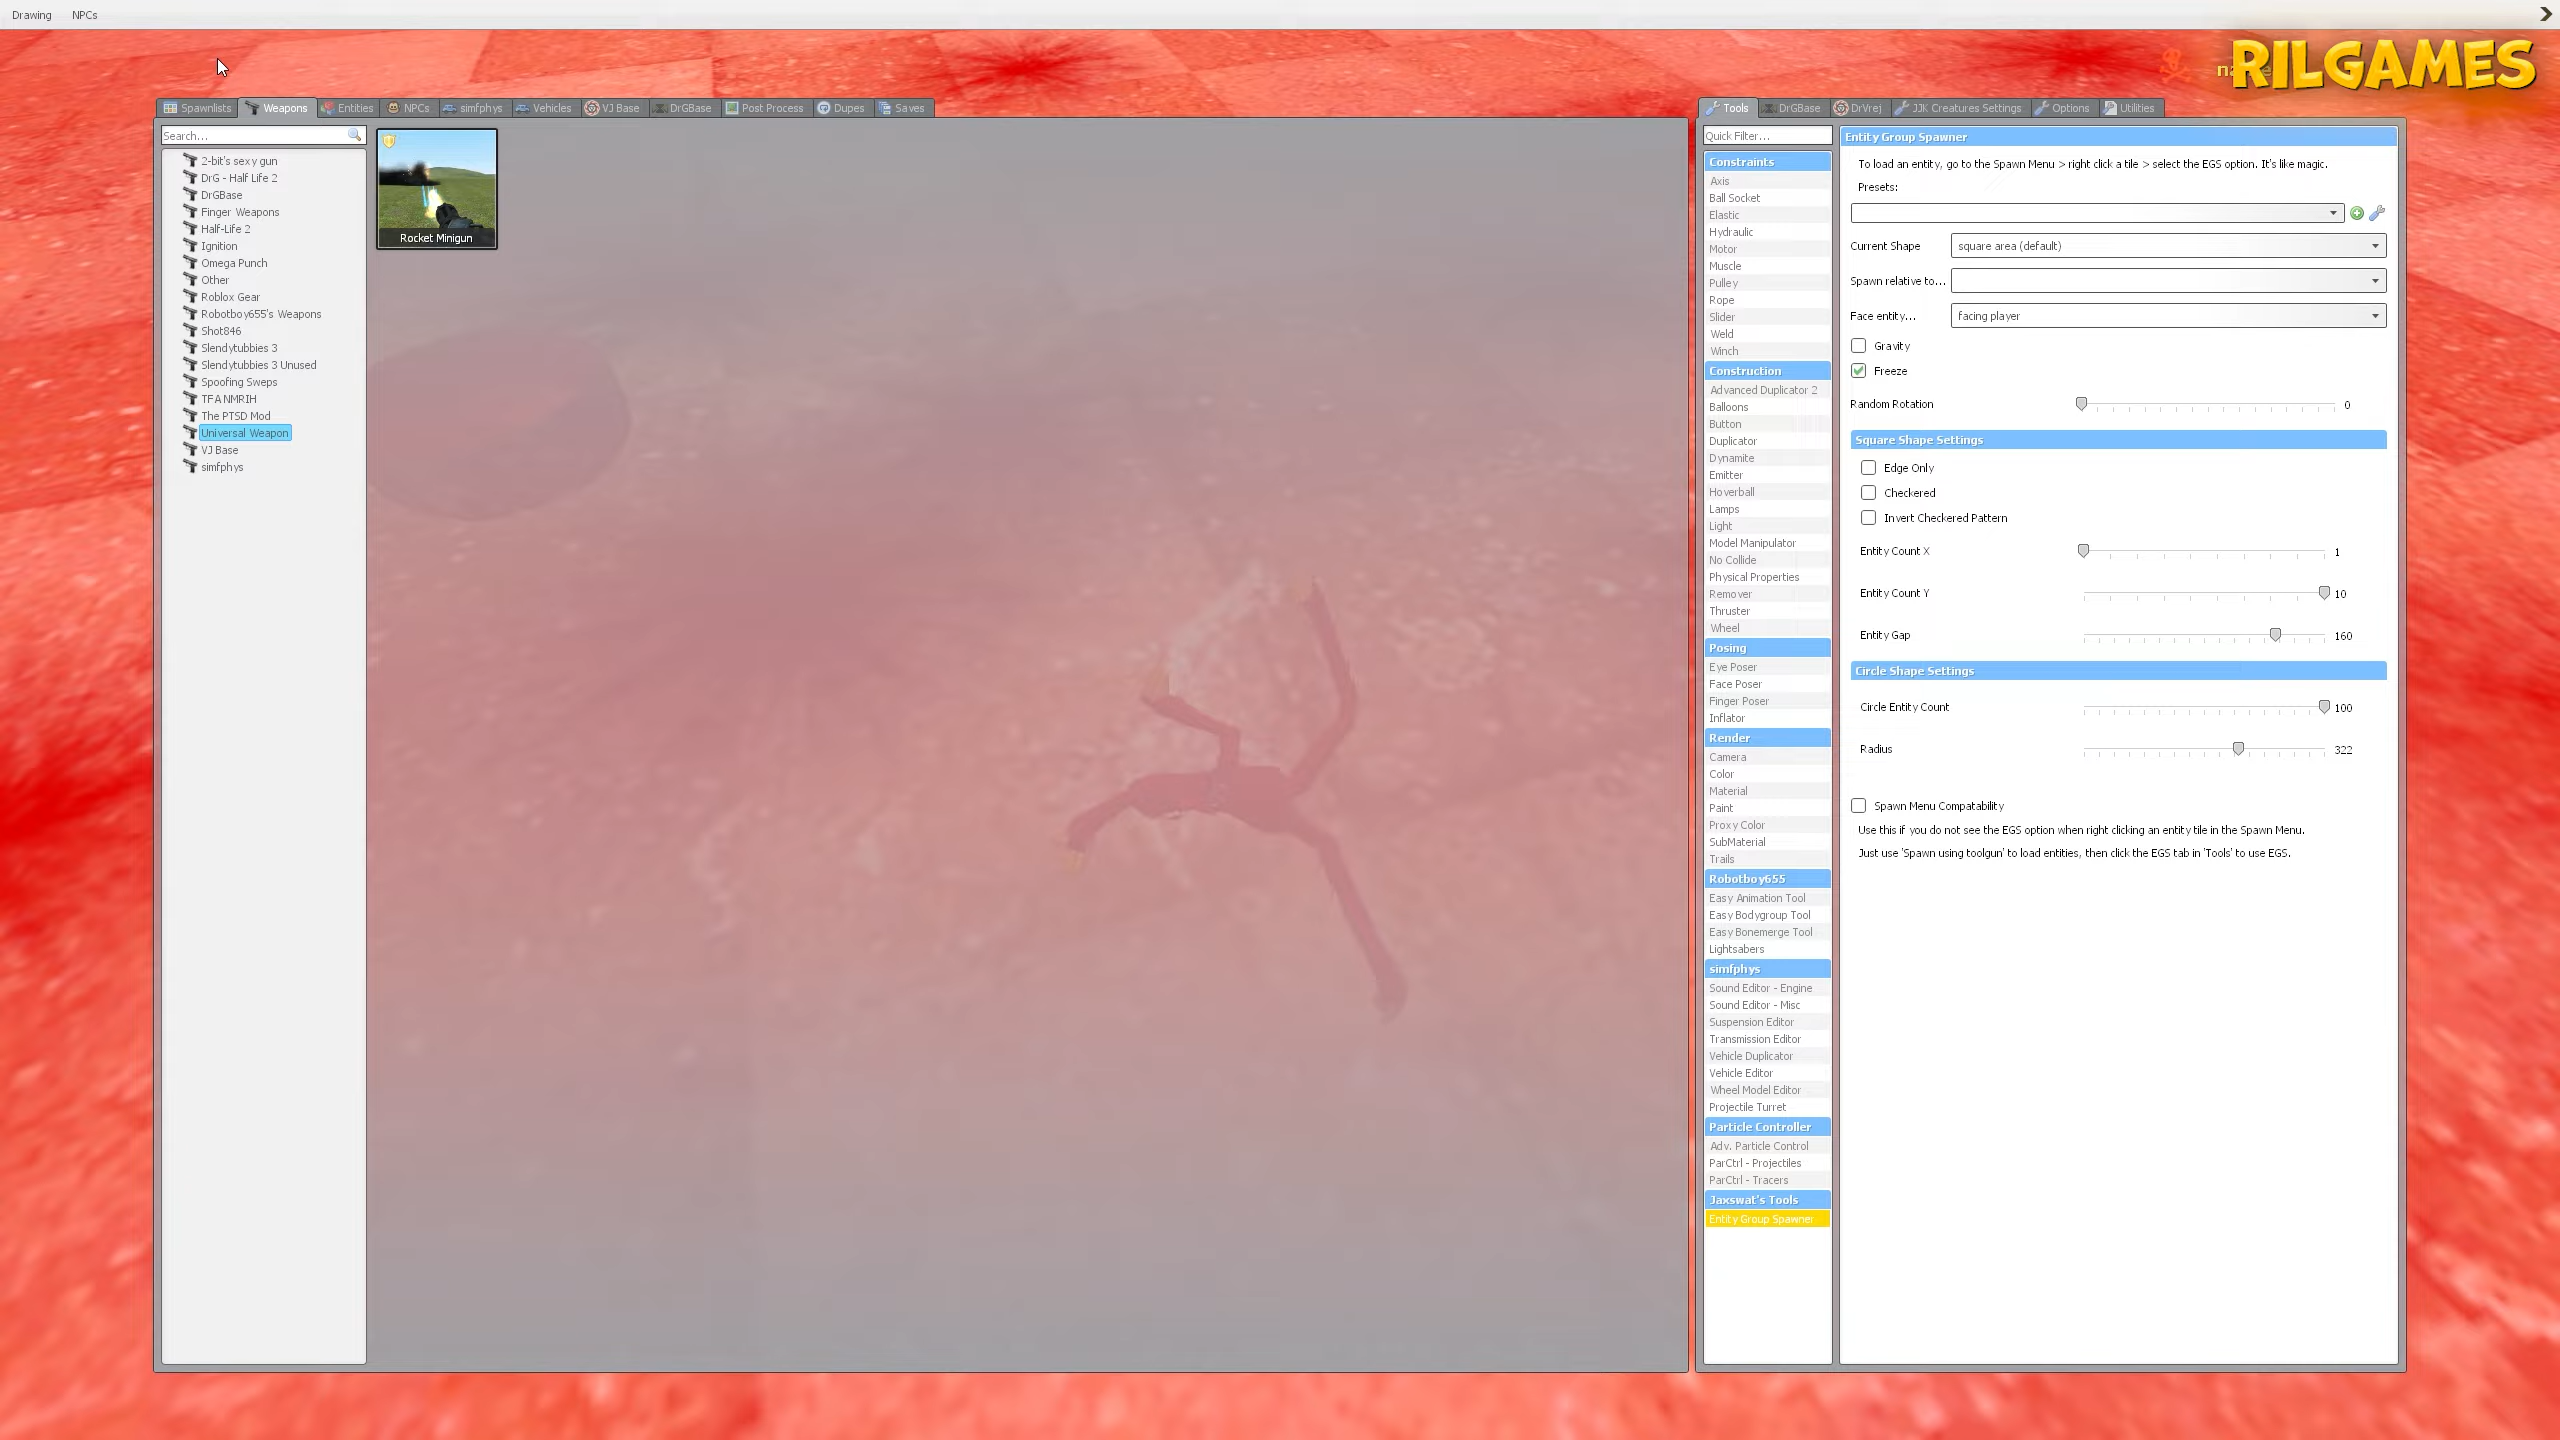 Drawing NPCs
RILGAMES
Spawnlists Weapons Entities NPCs simfphys Vehicles VJ Base DrGBase Post Process Dupes Saves
Search...
2-bit's sexy gun
DrG - Half Life 2
DrGBase
Finger Weapons
Half-Life 2
Ignition
Omega Punch
Other
Roblox Gear
Robotboy655's Weapons
Shot846
Slendytubbies 3
Slendytubbies 3 Unused
Spoofing Sweps
TFA NMRIH
The PTSD Mod
Universal Weapon
VJ Base
simfphys
Rocket Minigun
Tools DrGBase DrVrej JJK Creatures Settings Options Utilities
Quick Filter...
Constraints
Axis
Ball Socket
Elastic
Hydraulic
Motor
Muscle
Pulley
Rope
Slider
Weld
Winch
Construction
Advanced Duplicator 2
Balloons
Button
Duplicator
Dynamite
Emitter
Hoverball
Lamps
Light
Model Manipulator
No Collide
Physical Properties
Remover
Thruster
Wheel
Posing
Eye Poser
Face Poser
Finger Poser
Inflator
Render
Camera
Color
Material
Paint
Proxy Color
SubMaterial
Trails
Robotboy655
Easy Animation Tool
Easy Bodygroup Tool
Easy Bonemerge Tool
Lightsabers
simfphys
Sound Editor - Engine
Sound Editor - Misc
Suspension Editor
Transmission Editor
Vehicle Duplicator
Vehicle Editor
Wheel Model Editor
Projectile Turret
Particle Controller
Adv. Particle Control
ParCtrl - Projectiles
ParCtrl - Tracers
Jaxswat's Tools
Entity Group Spawner
Entity Group Spawner
To load an entity, go to the Spawn Menu > right click a tile > select the EGS option. It's like magic.
Presets:
Current Shape square area (default)
Spawn relative to...
Face entity... facing player
Gravity
Freeze
Random Rotation 0
Square Shape Settings
Edge Only
Checkered
Invert Checkered Pattern
Entity Count X 1
Entity Count Y 10
Entity Gap 160
Circle Shape Settings
Circle Entity Count 100
Radius 322
Spawn Menu Compatability
Use this if you do not see the EGS option when right clicking an entity tile in the Spawn Menu.
Just use 'Spawn using toolgun' to load entities, then click the EGS tab in 'Tools' to use EGS.